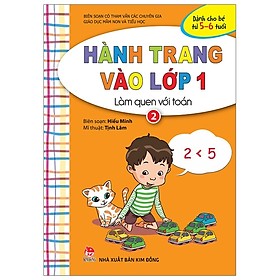 BIÊN SOẠN CÓ THAM VẤN CÁC CHUYÊN GIA
GIÁO DỤC MẦM NON VÀ TIỂU HỌC
Dành cho bé
từ 5-6 tuổi
HÀNH TRANG
VÀO LỚP 1
Làm quen với toán
2
Biên soạn: Hiếu Minh
Mĩ thuật: Tịnh Lâm
2 < 5
NHÀ XUẤT BẢN KIM ĐỒNG